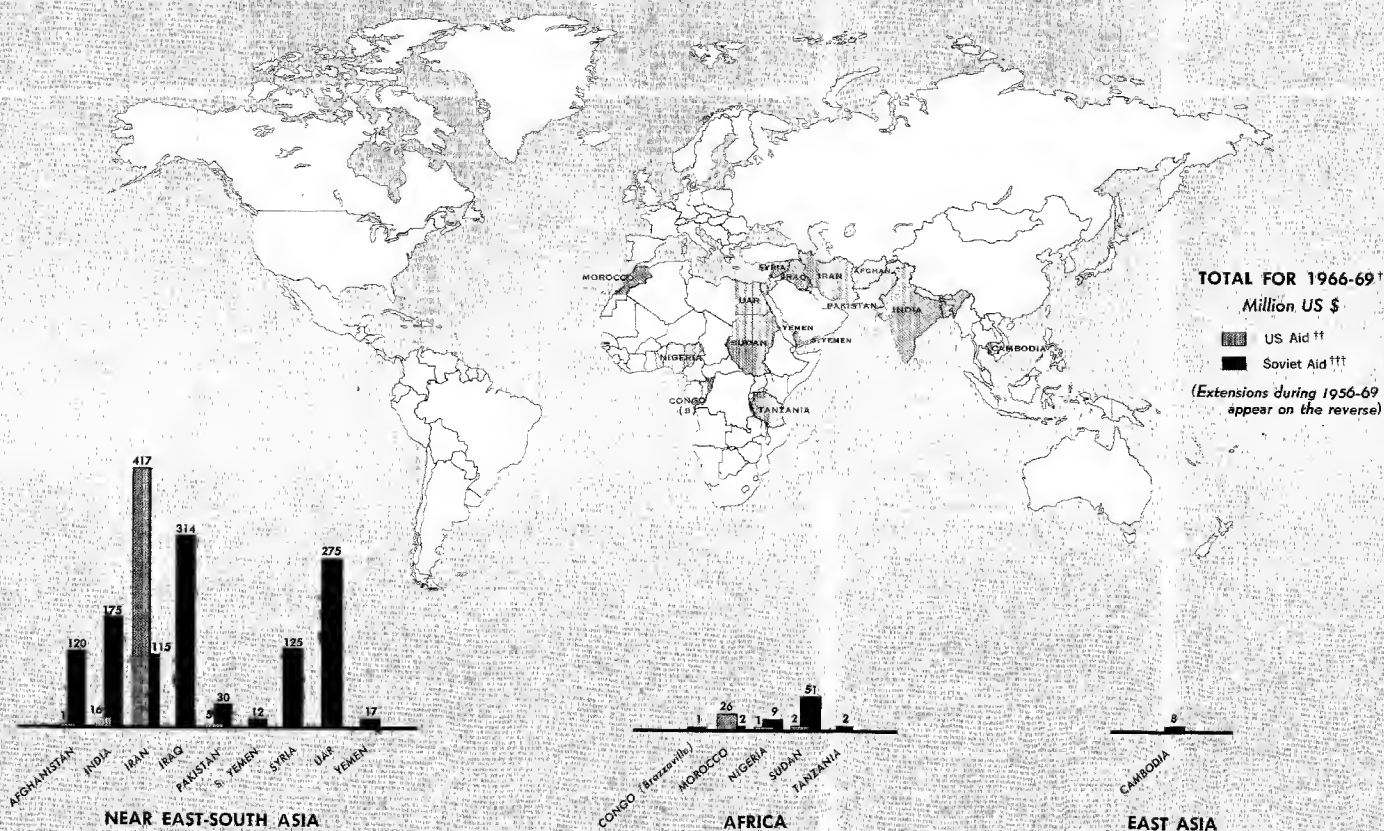 MOROCCO
SYRIA
IRAQ
IRAN
AFGHAN.
UAR
PAKISTAN
INDIA
YEMEN
S. YEMEN
SUDAN
NIGERIA
CAMBODIA
CONGO
(B)
TANZANIA
TOTAL FOR 1966-69†
Million US $
US Aid ††
Soviet Aid †††
(Extensions during 1956-69
appear on the reverse)
417
314
275
175
120
115
125
1
16
5
30
12
17
AFGHANISTAN
INDIA
IRAN
IRAQ
PAKISTAN
S. YEMEN
SYRIA
UAR
YEMEN
NEAR EAST-SOUTH ASIA
1
26
2
1
9
2
51
2
CONGO (Brazzaville)
MOROCCO
NIGERIA
SUDAN
TANZANIA
AFRICA
8
CAMBODIA
EAST ASIA